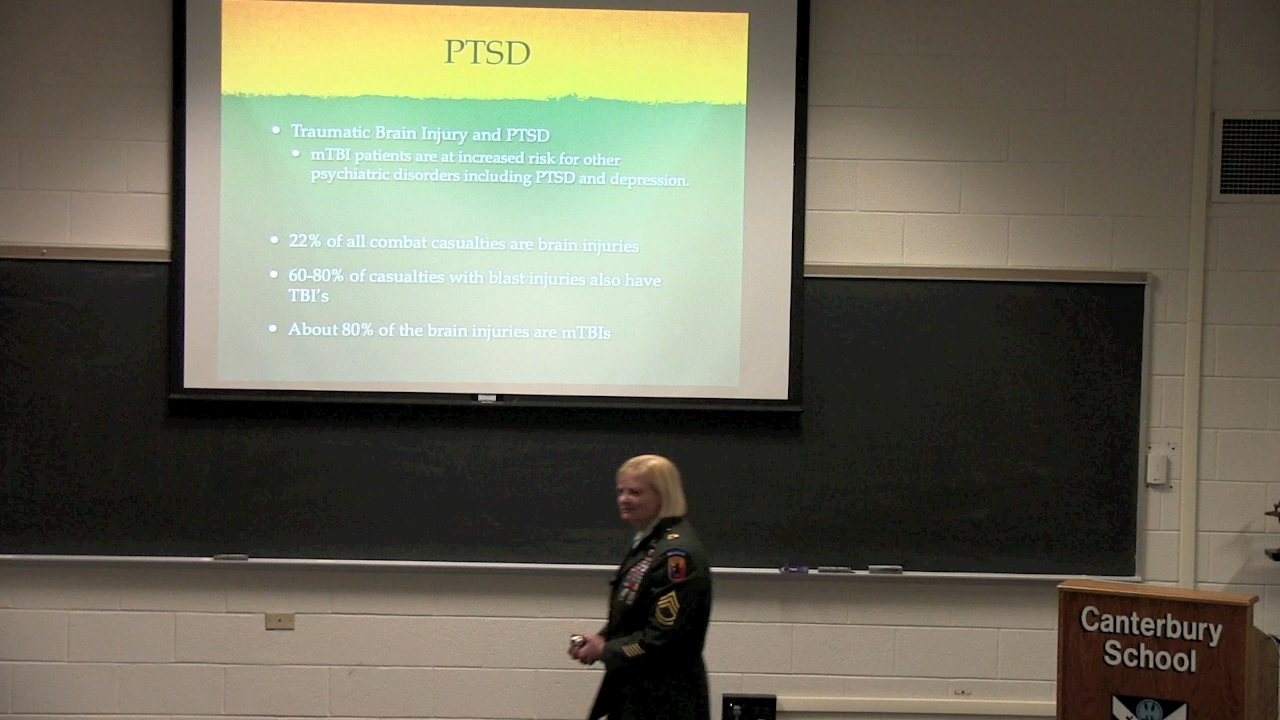 PTSD
Traumatic Brain Injury and PTSD
mTBI patients are at increased risk for other
psychiatric disorders including PTSD and depression.
22% of all combat casualties are brain injuries
60-80% of casualties with blast injuries also have
TBI's
About 80% of the brain injuries are mTBIs
Canterbury
School